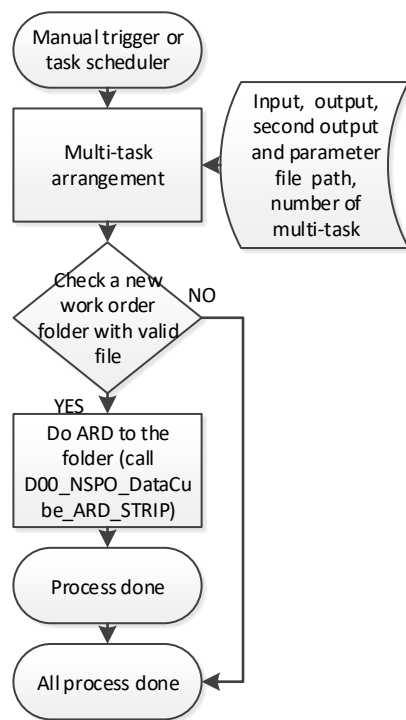 Manual trigger or
task scheduler
Input, output,
second output
and parameter
file path,
number of
multi-task
Multi-task
arrangement
Check a new
work order
folder with valid
file
NO
YES
Do ARD to the
folder (call
D00_NSPO_DataCu
be_ARD_STRIP)
Process done
All process done